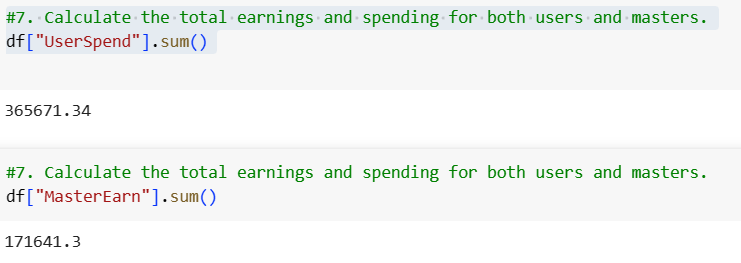 #7. Calculate the total earnings and spending for both users and masters.
df["UserSpend"].sum()
365671.34
#7. Calculate the total earnings and spending for both users and masters.
df["MasterEarn"].sum()
171641.3